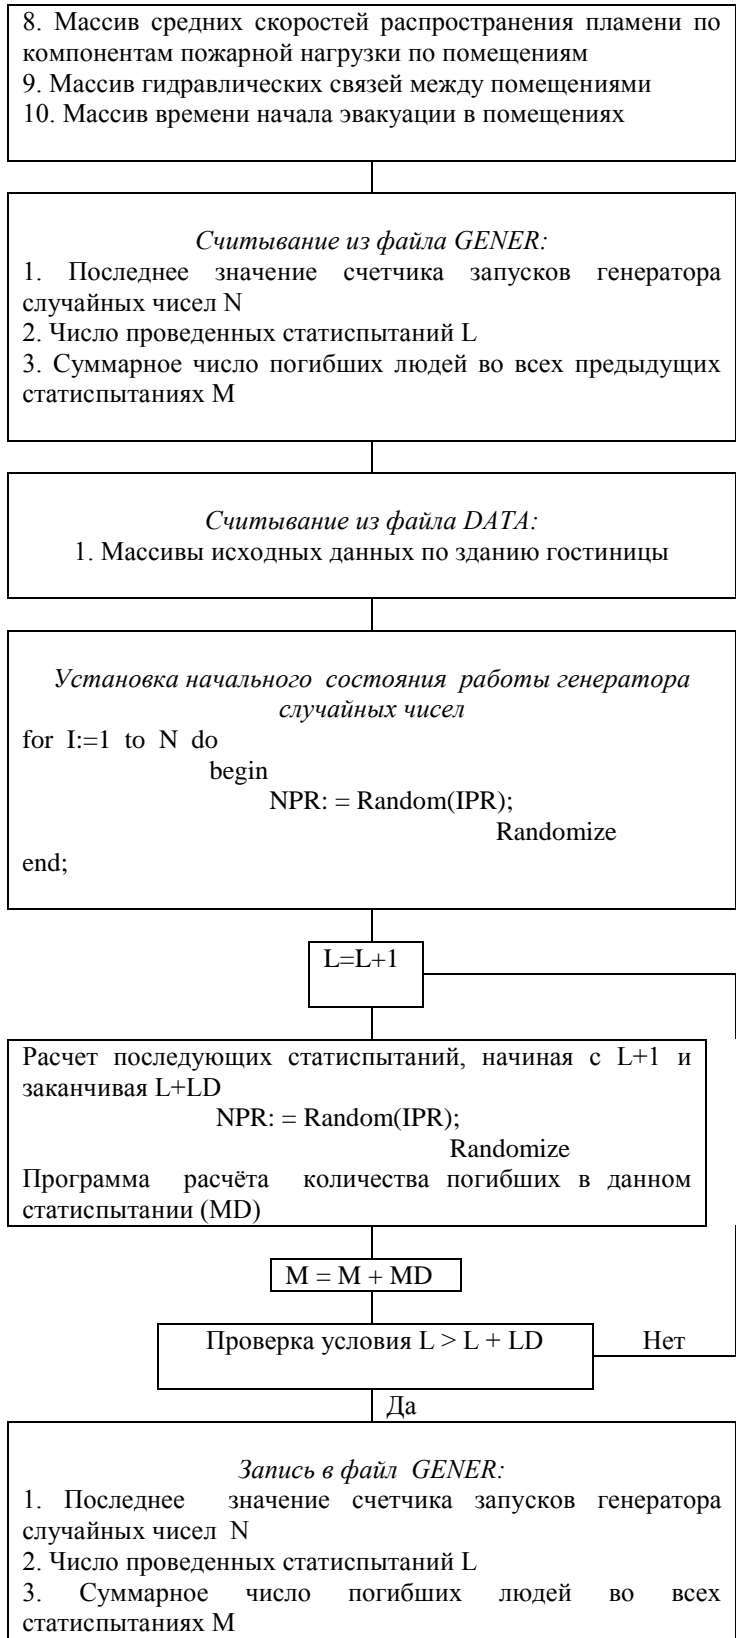 8. Массив средних скоростей распространения пламени по
компонентам пожарной нагрузки по помещениям
9. Массив гидравлических связей между помещениями
10. Массив времени начала эвакуации в помещениях
Считывание из файла GENER:
1. Последнее значение счетчика запусков генератора
случайных чисел N
2. Число проведенных статиспытаний L
3. Суммарное число погибших людей во всех предыдущих
статиспытаниях M
Считывание из файла DATA:
1. Массивы исходных данных по зданию гостиницы
Установка начального состояния работы генератора
случайных чисел
for I:=1 to N do
begin
NPR: = Random(IPR);
Randomize
end;
L=L+1
Расчет последующих статиспытаний, начиная с L+1 и
заканчивая L+LD
NPR: = Random(IPR);
Randomize
Программа расчёта количества погибших в данном
статиспытании (MD)
M = M + MD
Проверка условия L > L + LD
Нет
Да
Запись в файл GENER:
1. Последнее значение счетчика запусков генератора
случайных чисел N
2. Число проведенных статиспытаний L
3. Суммарное число погибших людей во всех
статиспытаниях M